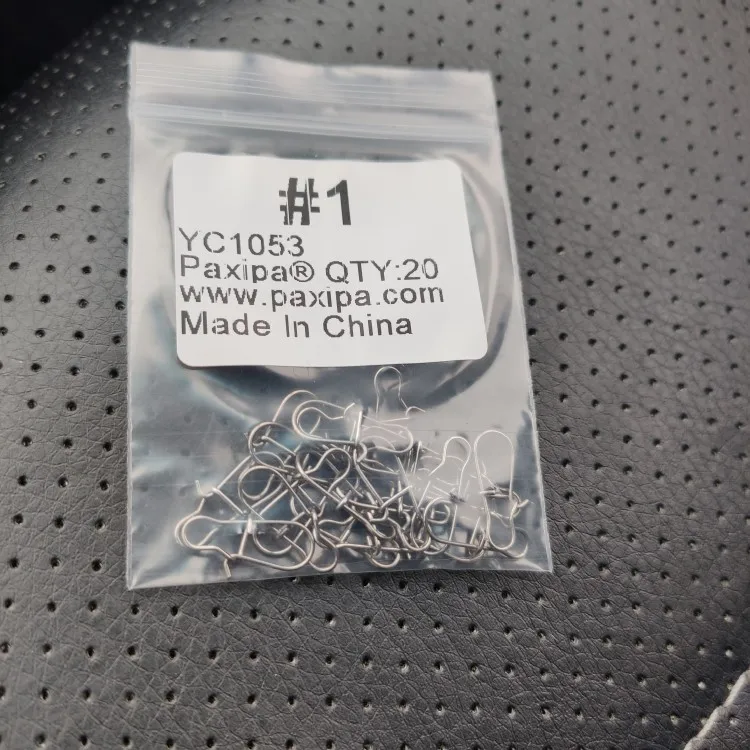 #1
YC1053
Paxipa® QTY:20
www.paxipa.com
Made In China